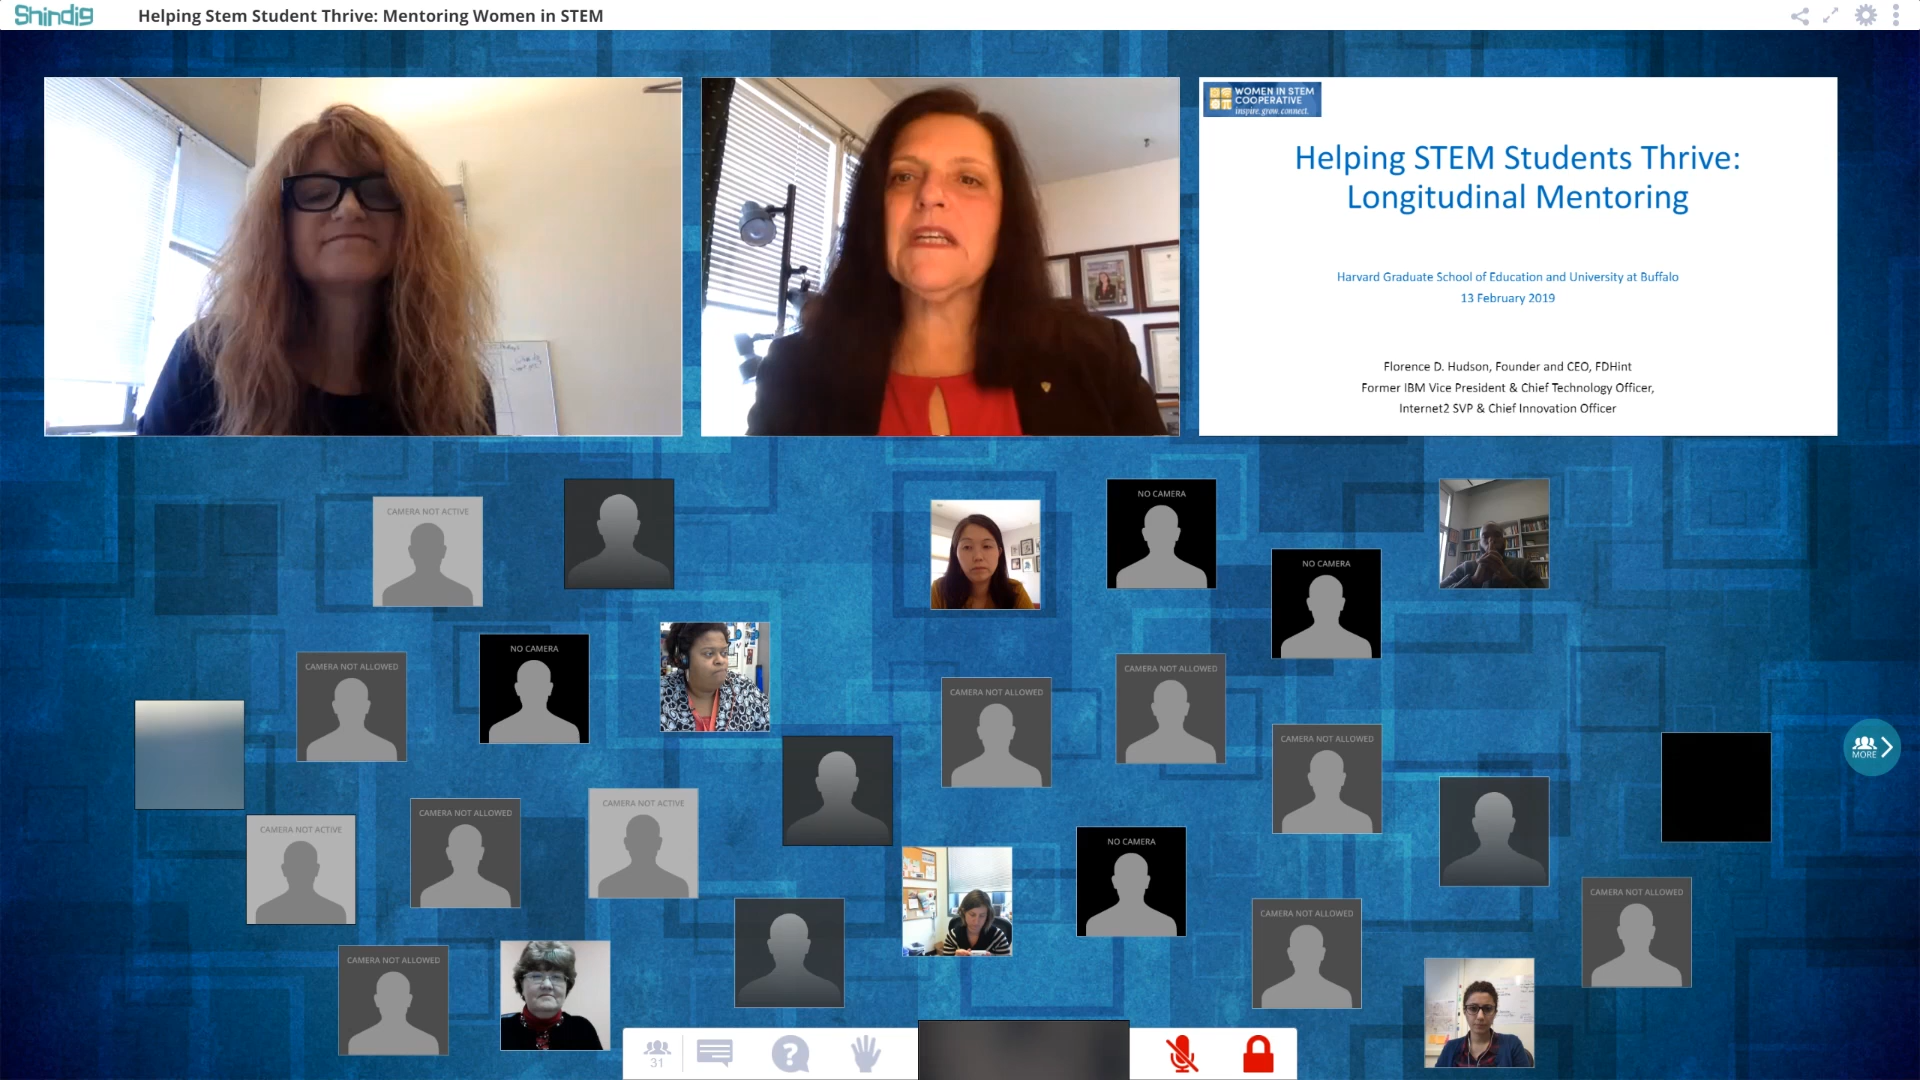 Shindig
Helping Stem Student Thrive: Mentoring Women in STEM
WOMEN IN STEM
COOPERATIVE
inspire.grow.connect.
Helping STEM Students Thrive:
Longitudinal Mentoring
Harvard Graduate School of Education and University at Buffalo
13 February 2019
Florence D. Hudson, Founder and CEO, FDHint
Former IBM Vice President & Chief Technology Officer,
Internet2 SVP & Chief Innovation Officer
CAMERA NOT ACTIVE
NO CAMERA
NO CAMERA
CAMERA NOT ALLOWED
NO CAMERA
CAMERA NOT ALLOWED
CAMERA NOT ALLOWED
CAMERA NOT ALLOWED
MORE
CAMERA NOT ACTIVE
CAMERA NOT ALLOWED
CAMERA NOT ACTIVE
NO CAMERA
CAMERA NOT ALLOWED
CAMERA NOT ALLOWED
CAMERA NOT ALLOWED
31